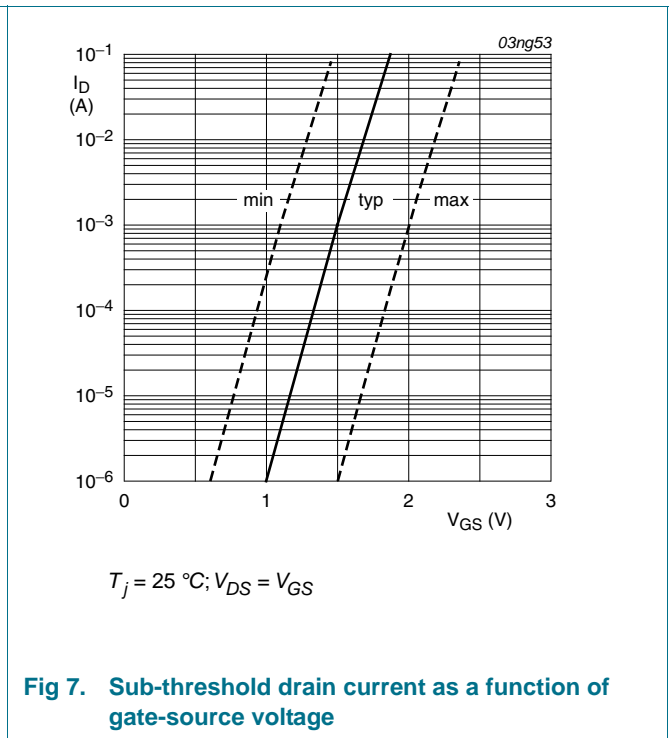 03ng53
10–1
ID
(A)
10–2
min typ max
10–3
10–4
10–5
10–6
0 1 2 3
VGS (V)
Tj = 25 °C; VDS = VGS
Fig 7. Sub-threshold drain current as a function of
gate-source voltage